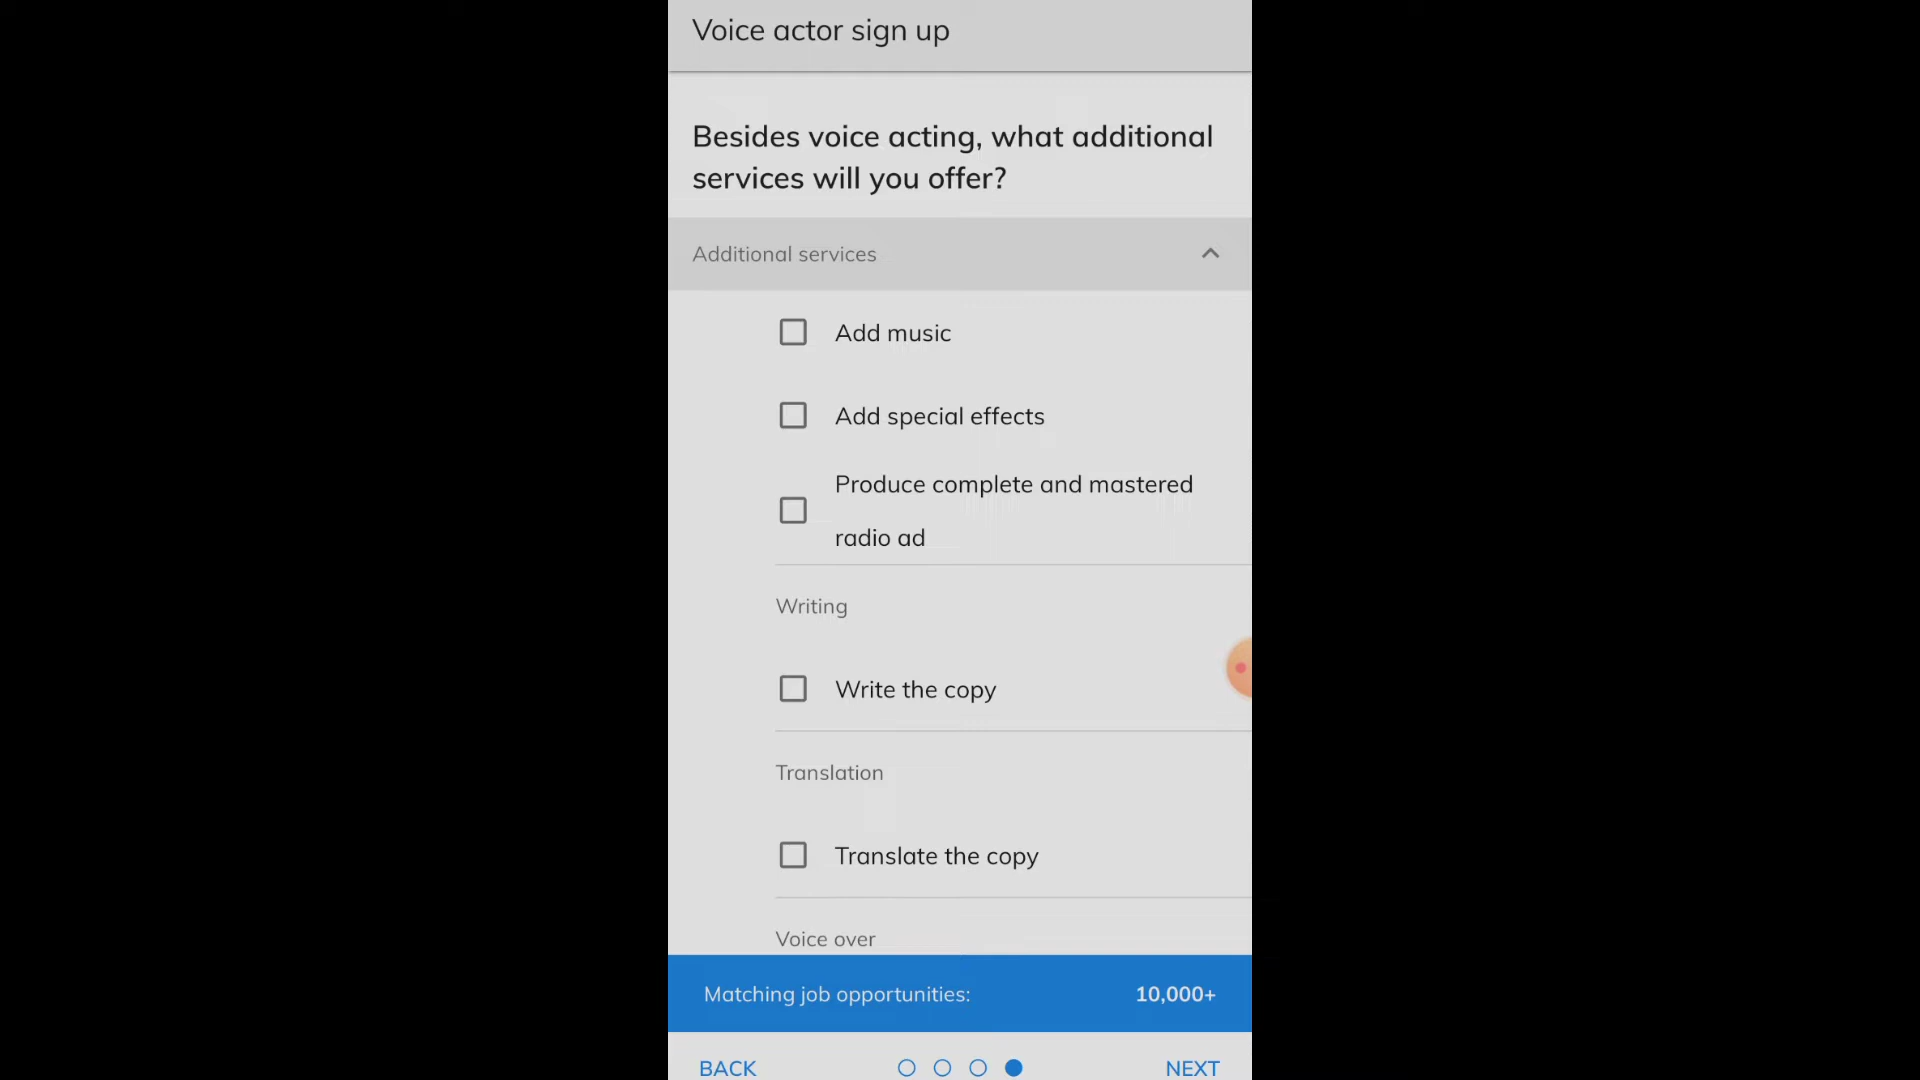 Voice actor sign up
Besides voice acting, what additional
services will you offer?
Additional services
Add music
Add special effects
Produce complete and mastered
radio ad
Writing
Write the copy
Translation
Translate the copy
Voice over
Matching job opportunities: 10,000+
BACK NEXT